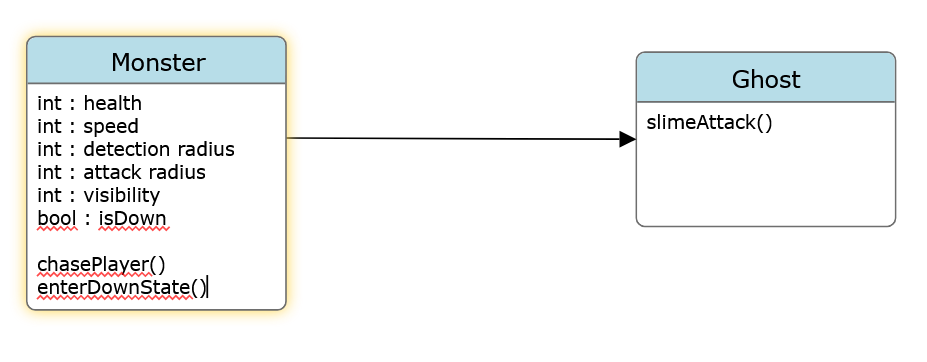 Monster
int : health
int : speed
int : detection radius
int : attack radius
int : visibility
bool : isDown
chasePlayer()
enterDownState()
Ghost
slimeAttack()